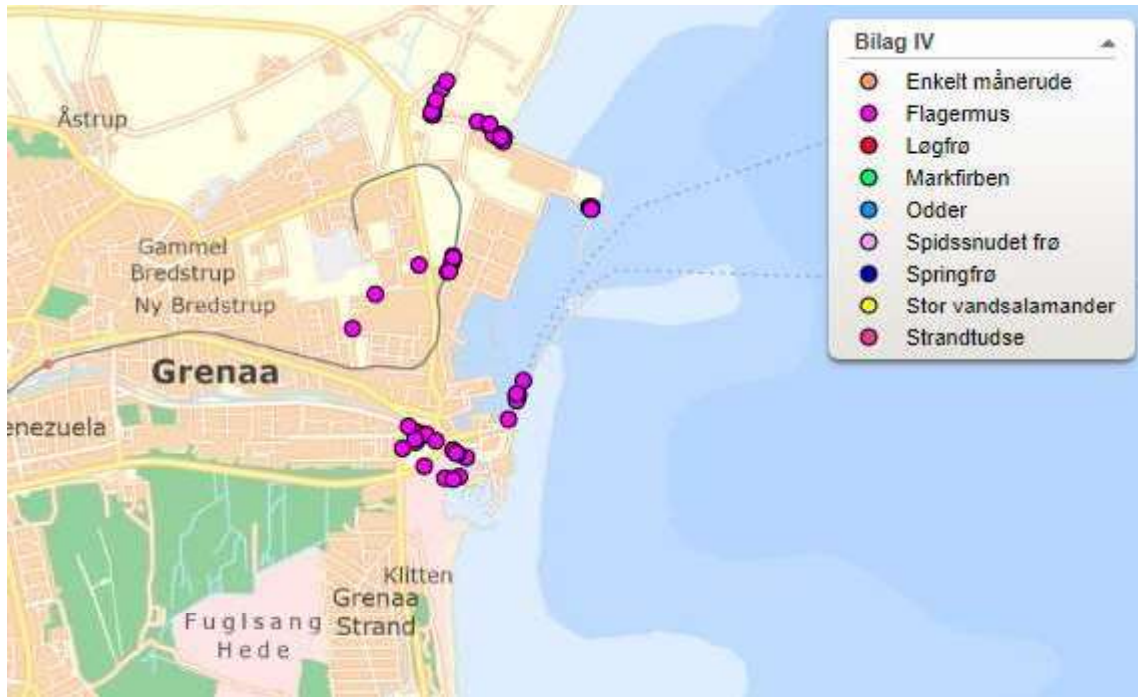 Bilag IV
Enkelt månerude
Flagermus
Løgfrø
Markfirben
Odder
Spidssnudet frø
Springfrø
Stor vandsalamander
Strandtudse
Åstrup
Gammel
Bredstrup
Ny Bredstrup
Grenaa
enezuela
Klitten
Grenaa
Strand
Fuglsang
Hede